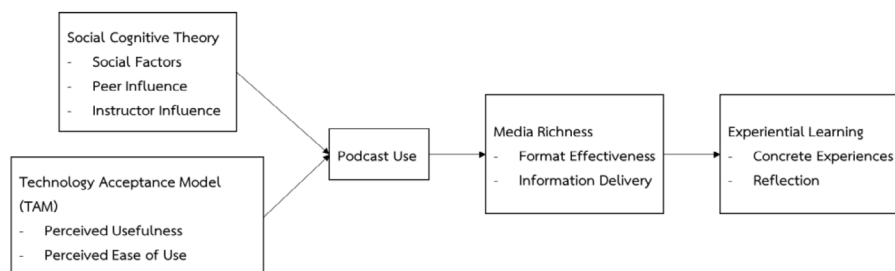 Social Cognitive Theory
- Social Factors
- Peer Influence
- Instructor Influence
Technology Acceptance Model
(TAM)
- Perceived Usefulness
- Perceived Ease of Use
Podcast Use
Media Richness
- Format Effectiveness
- Information Delivery
Experiential Learning
- Concrete Experiences
- Reflection